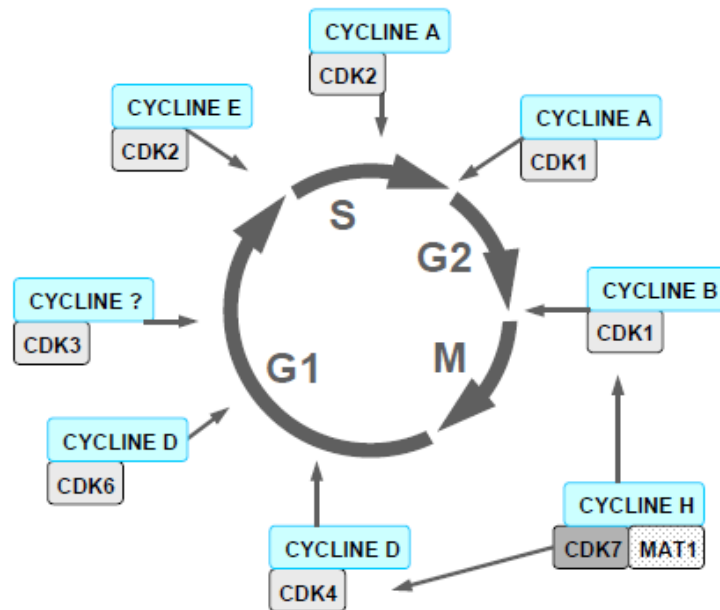 CYCLINE A
CDK2
CYCLINE E
CDK2
CYCLINE A
CDK1
S
G2
CYCLINE ?
CDK3
CYCLINE B
CDK1
G1
M
CYCLINE D
CDK6
CYCLINE H
CDK7 MAT1
CYCLINE D
CDK4